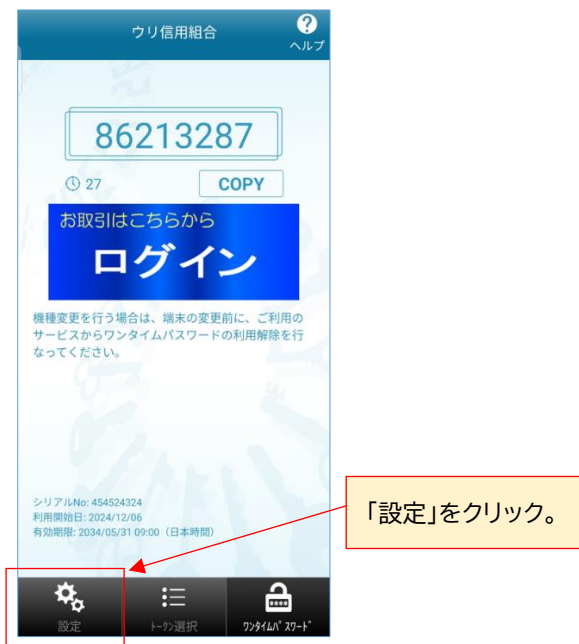 ウリ信用組合
?
ヘルプ
86213287
27
COPY
お取引はこちらから
ログイン
機種変更を行う場合は、端末の変更前に、ご利用の
サービスからワンタイムパスワードの利用解除を行
なってください。
シリアルNo: 454524324
利用開始日: 2024/12/06
有効期限: 2034/05/31 09:00（日本時間）
「設定」をクリック。
設定
トークン選択
ワンタイムパスワード